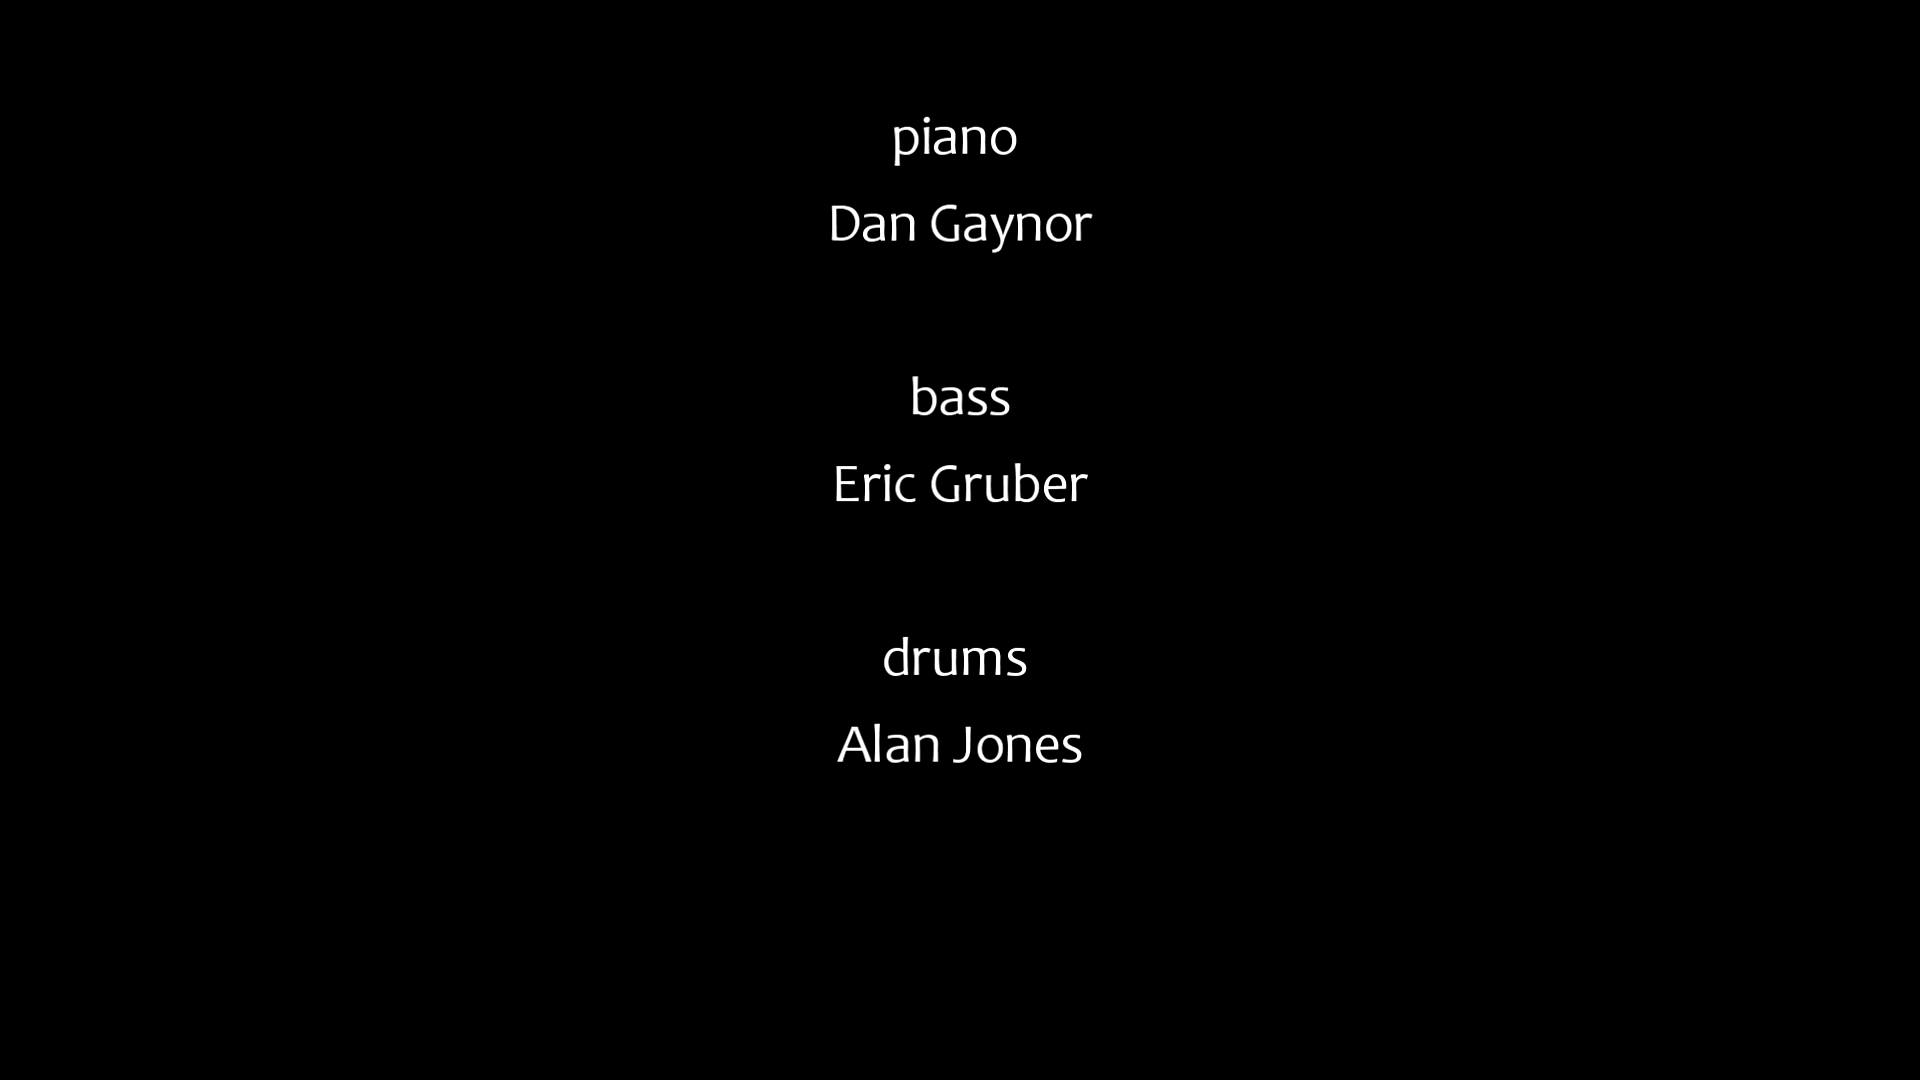 piano
Dan Gaynor
bass
Eric Gruber
drums
Alan Jones